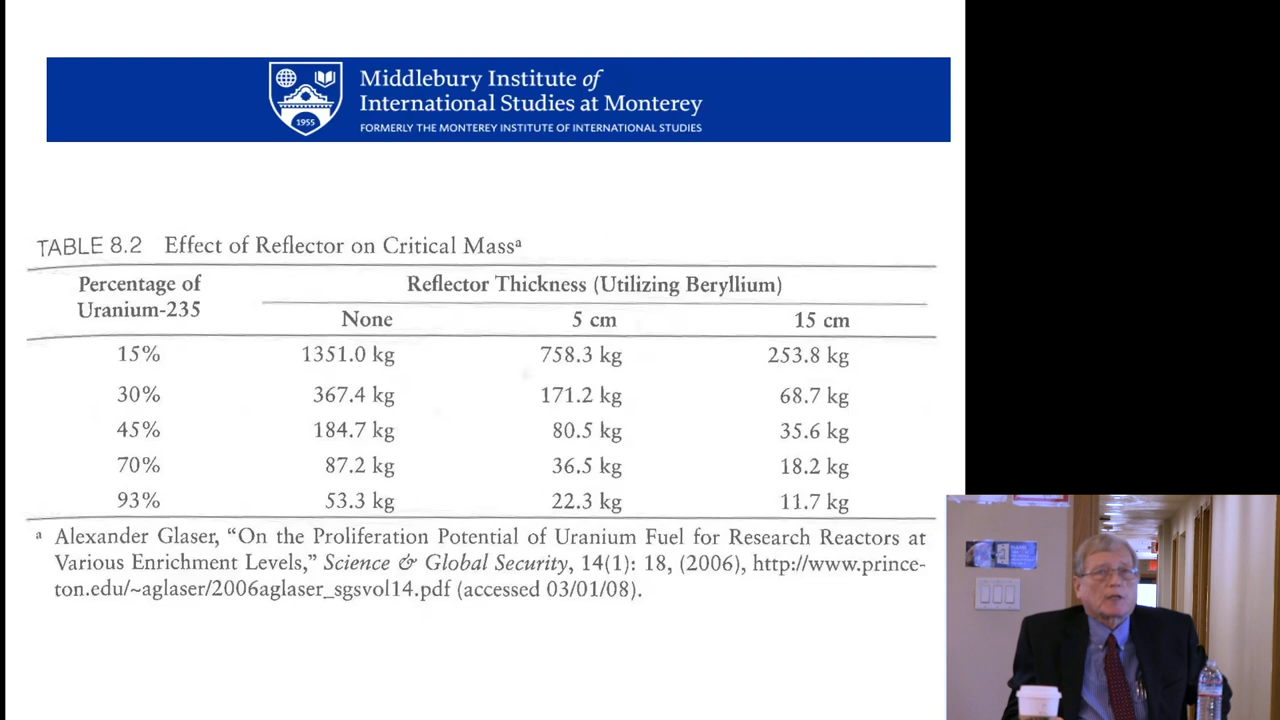 Middlebury Institute of
International Studies at Monterey
FORMERLY THE MONTEREY INSTITUTE OF INTERNATIONAL STUDIES
1955
TABLE 8.2 Effect of Reflector on Critical Massᵃ
Percentage of Uranium-235 Reflector Thickness (Utilizing Beryllium)
None 5 cm 15 cm
15% 1351.0 kg 758.3 kg 253.8 kg
30% 367.4 kg 171.2 kg 68.7 kg
45% 184.7 kg 80.5 kg 35.6 kg
70% 87.2 kg 36.5 kg 18.2 kg
93% 53.3 kg 22.3 kg 11.7 kg
ᵃ Alexander Glaser, “On the Proliferation Potential of Uranium Fuel for Research Reactors at
Various Enrichment Levels,” Science & Global Security, 14(1): 18, (2006), http://www.prince-
ton.edu/~aglaser/2006aglaser_sgsvol14.pdf (accessed 03/01/08).